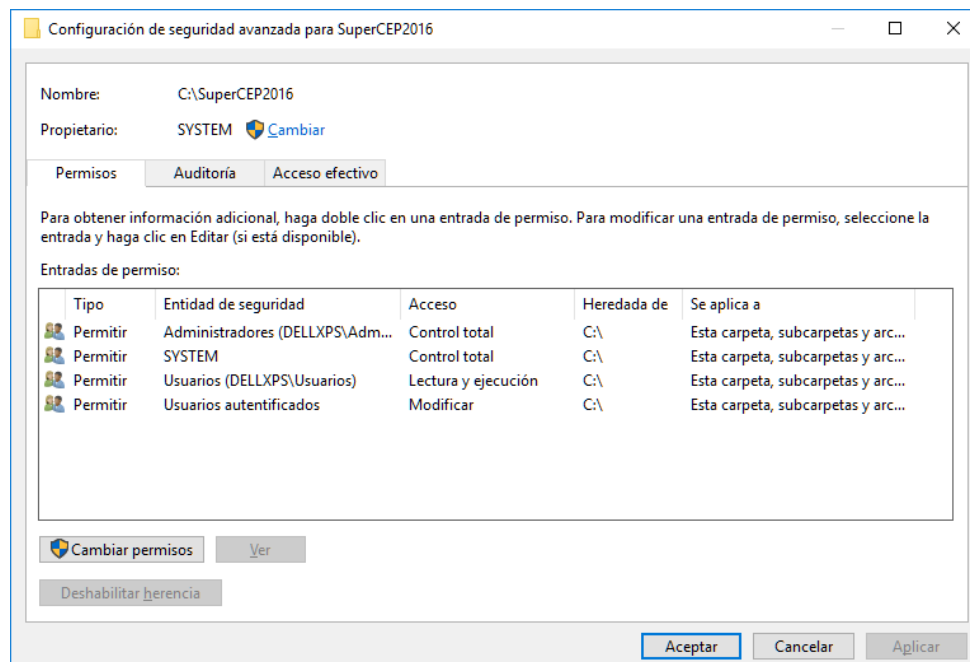 Configuración de seguridad avanzada para SuperCEP2016
Nombre: C:\SuperCEP2016
Propietario: SYSTEM Cambiar
Permisos Auditoría Acceso efectivo
Para obtener información adicional, haga doble clic en una entrada de permiso. Para modificar una entrada de permiso, seleccione la
entrada y haga clic en Editar (si está disponible).
Entradas de permiso:
Tipo Entidad de seguridad Acceso Heredada de Se aplica a
Permitir Administradores (DELLXPS\Adm... Control total C:\ Esta carpeta, subcarpetas y arc...
Permitir SYSTEM Control total C:\ Esta carpeta, subcarpetas y arc...
Permitir Usuarios (DELLXPS\Usuarios) Lectura y ejecución C:\ Esta carpeta, subcarpetas y arc...
Permitir Usuarios autentificados Modificar C:\ Esta carpeta, subcarpetas y arc...
Cambiar permisos Ver
Deshabilitar herencia
Aceptar Cancelar Aplicar